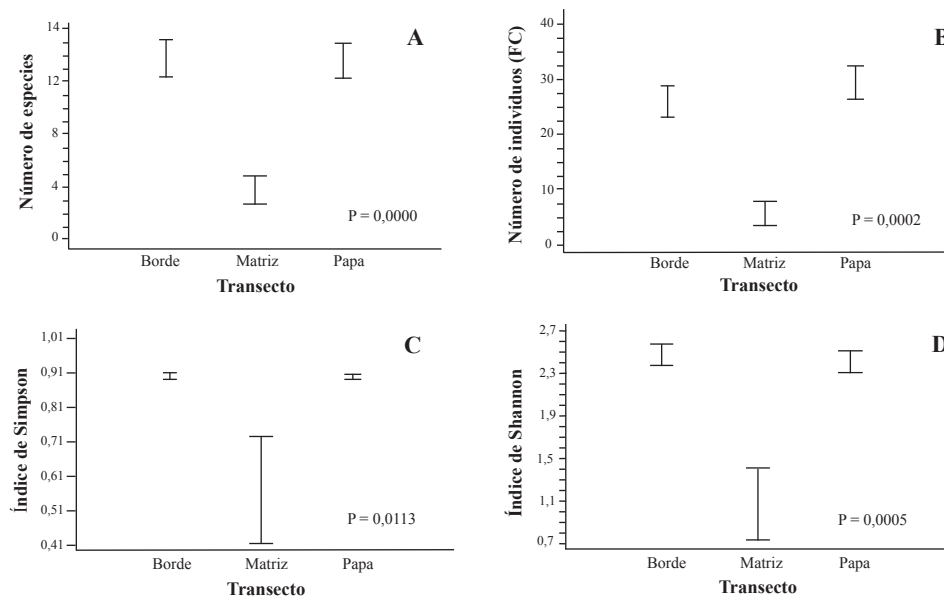 A
Número de especies
14
12
8
4
0
P = 0,0000
Borde Matriz Papa
Transecto
B
Número de individuos (FC)
40
30
20
10
0
P = 0,0002
Borde Matriz Papa
Transecto
C
Índice de Simpson
1,01
0,91
0,81
0,71
0,61
0,51
0,41
P = 0,0113
Borde Matriz Papa
Transecto
D
Índice de Shannon
2,7
2,3
1,9
1,5
1,1
0,7
P = 0,0005
Borde Matriz Papa
Transecto